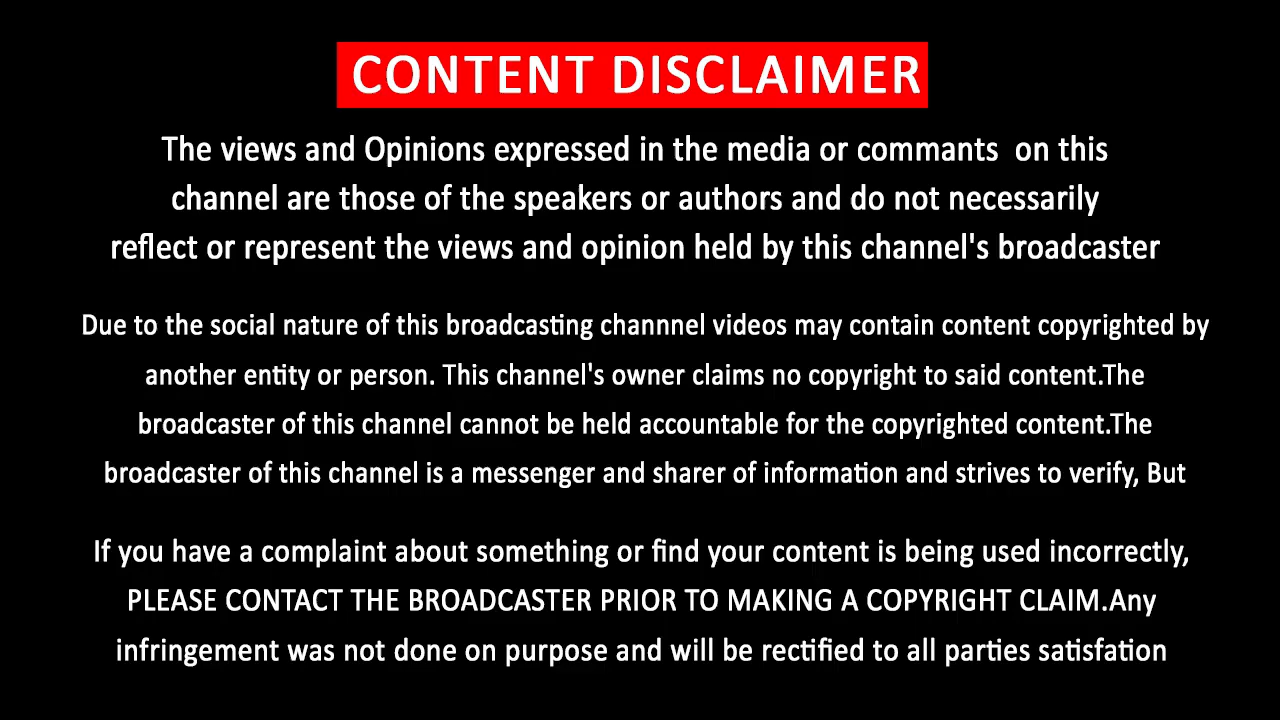 CONTENT DISCLAIMER
The views and Opinions expressed in the media or commants  on this
channel are those of the speakers or authors and do not necessarily
reflect or represent the views and opinion held by this channel's broadcaster
Due to the social nature of this broadcasting channnel videos may contain content copyrighted by
another entity or person. This channel's owner claims no copyright to said content.The
broadcaster of this channel cannot be held accountable for the copyrighted content.The
broadcaster of this channel is a messenger and sharer of information and strives to verify, But
If you have a complaint about something or find your content is being used incorrectly,
PLEASE CONTACT THE BROADCASTER PRIOR TO MAKING A COPYRIGHT CLAIM.Any
infringement was not done on purpose and will be rectified to all parties satisfation